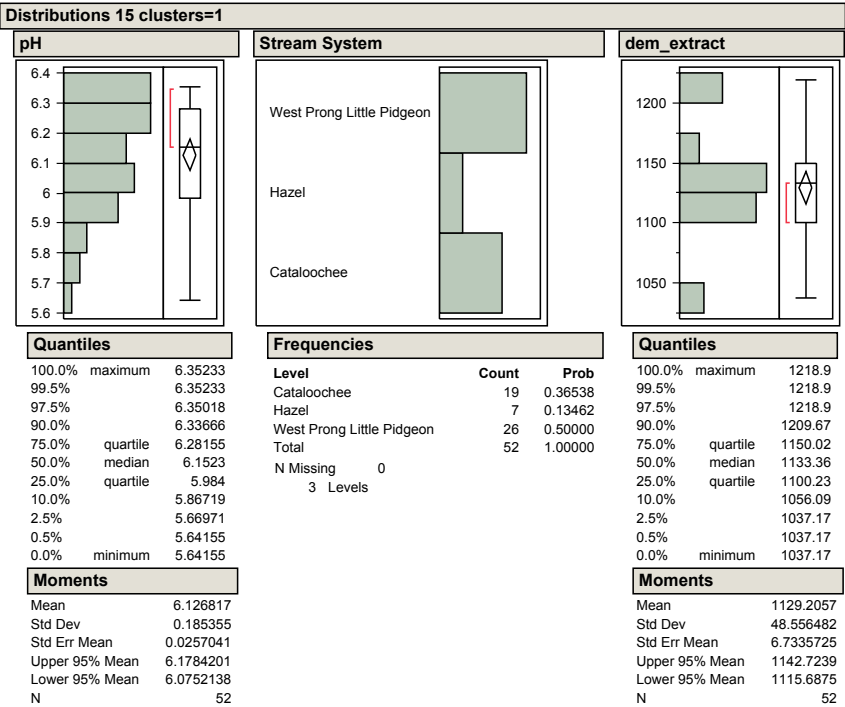 Distributions 15 clusters=1
pH
6.4
6.3
6.2
6.1
6
5.9
5.8
5.7
5.6
Quantiles
100.0% maximum 6.35233
99.5% 6.35233
97.5% 6.35018
90.0% 6.33666
75.0% quartile 6.28155
50.0% median 6.1523
25.0% quartile 5.984
10.0% 5.86719
2.5% 5.66971
0.5% 5.64155
0.0% minimum 5.64155
Moments
Mean 6.126817
Std Dev 0.185355
Std Err Mean 0.0257041
Upper 95% Mean 6.1784201
Lower 95% Mean 6.0752138
N 52
Stream System
West Prong Little Pidgeon
Hazel
Cataloochee
Frequencies
Level Count Prob
Cataloochee 19 0.36538
Hazel 7 0.13462
West Prong Little Pidgeon 26 0.50000
Total 52 1.00000
N Missing 0
3 Levels
dem_extract
1200
1150
1100
1050
Quantiles
100.0% maximum 1218.9
99.5% 1218.9
97.5% 1218.9
90.0% 1209.67
75.0% quartile 1150.02
50.0% median 1133.36
25.0% quartile 1100.23
10.0% 1056.09
2.5% 1037.17
0.5% 1037.17
0.0% minimum 1037.17
Moments
Mean 1129.2057
Std Dev 48.556482
Std Err Mean 6.7335725
Upper 95% Mean 1142.7239
Lower 95% Mean 1115.6875
N 52